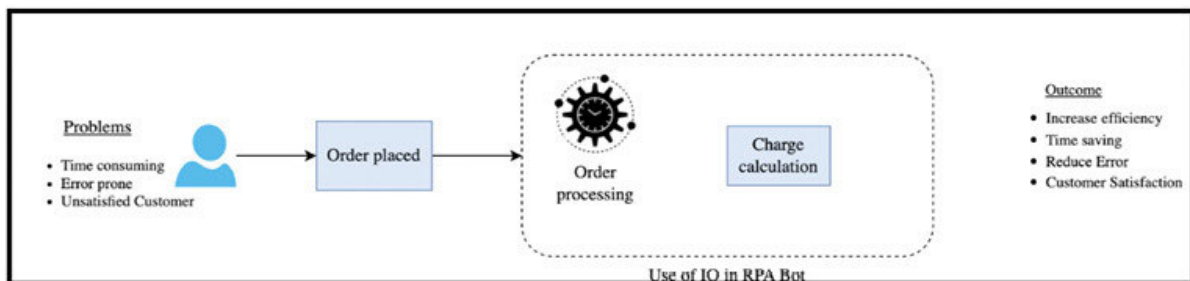 Problems
• Time consuming
• Error prone
• Unsatisfied Customer
Order placed
Order
processing
Charge
calculation
Use of IO in RPA Bot
Outcome
• Increase efficiency
• Time saving
• Reduce Error
• Customer Satisfaction